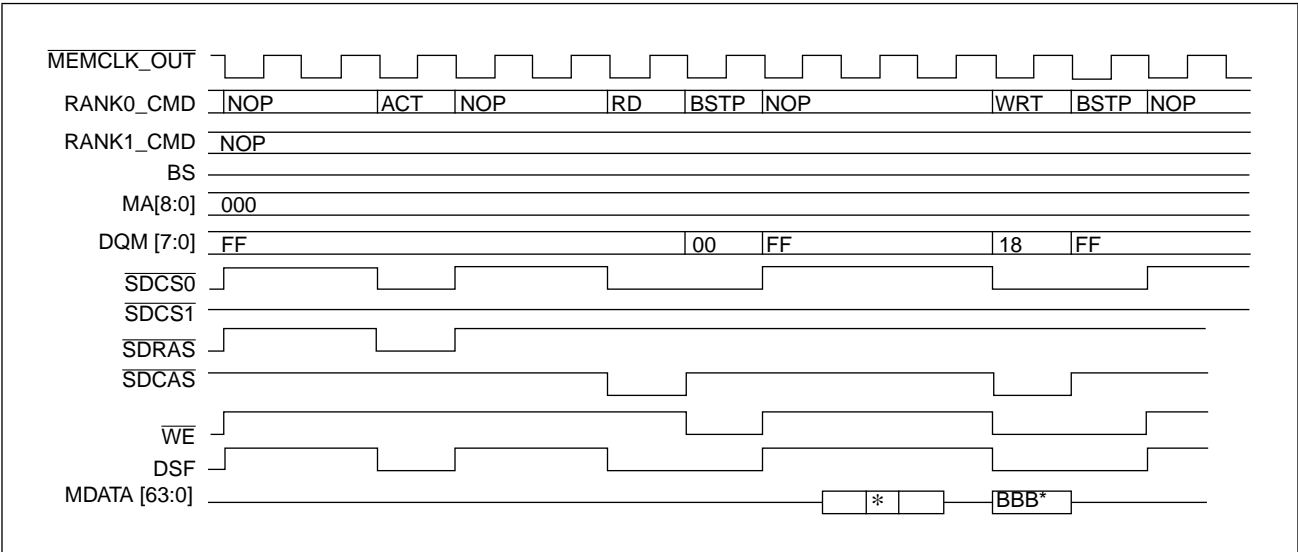 MEMCLK_OUT
RANK0_CMD NOP ACT NOP RD BSTP NOP WRT BSTP NOP
RANK1_CMD NOP
BS
MA[8:0] 000
DQM [7:0] FF 00 FF 18 FF
SDCS0
SDCS1
SDRAS
SDCAS
WE
DSF
MDATA [63:0] * BBB*